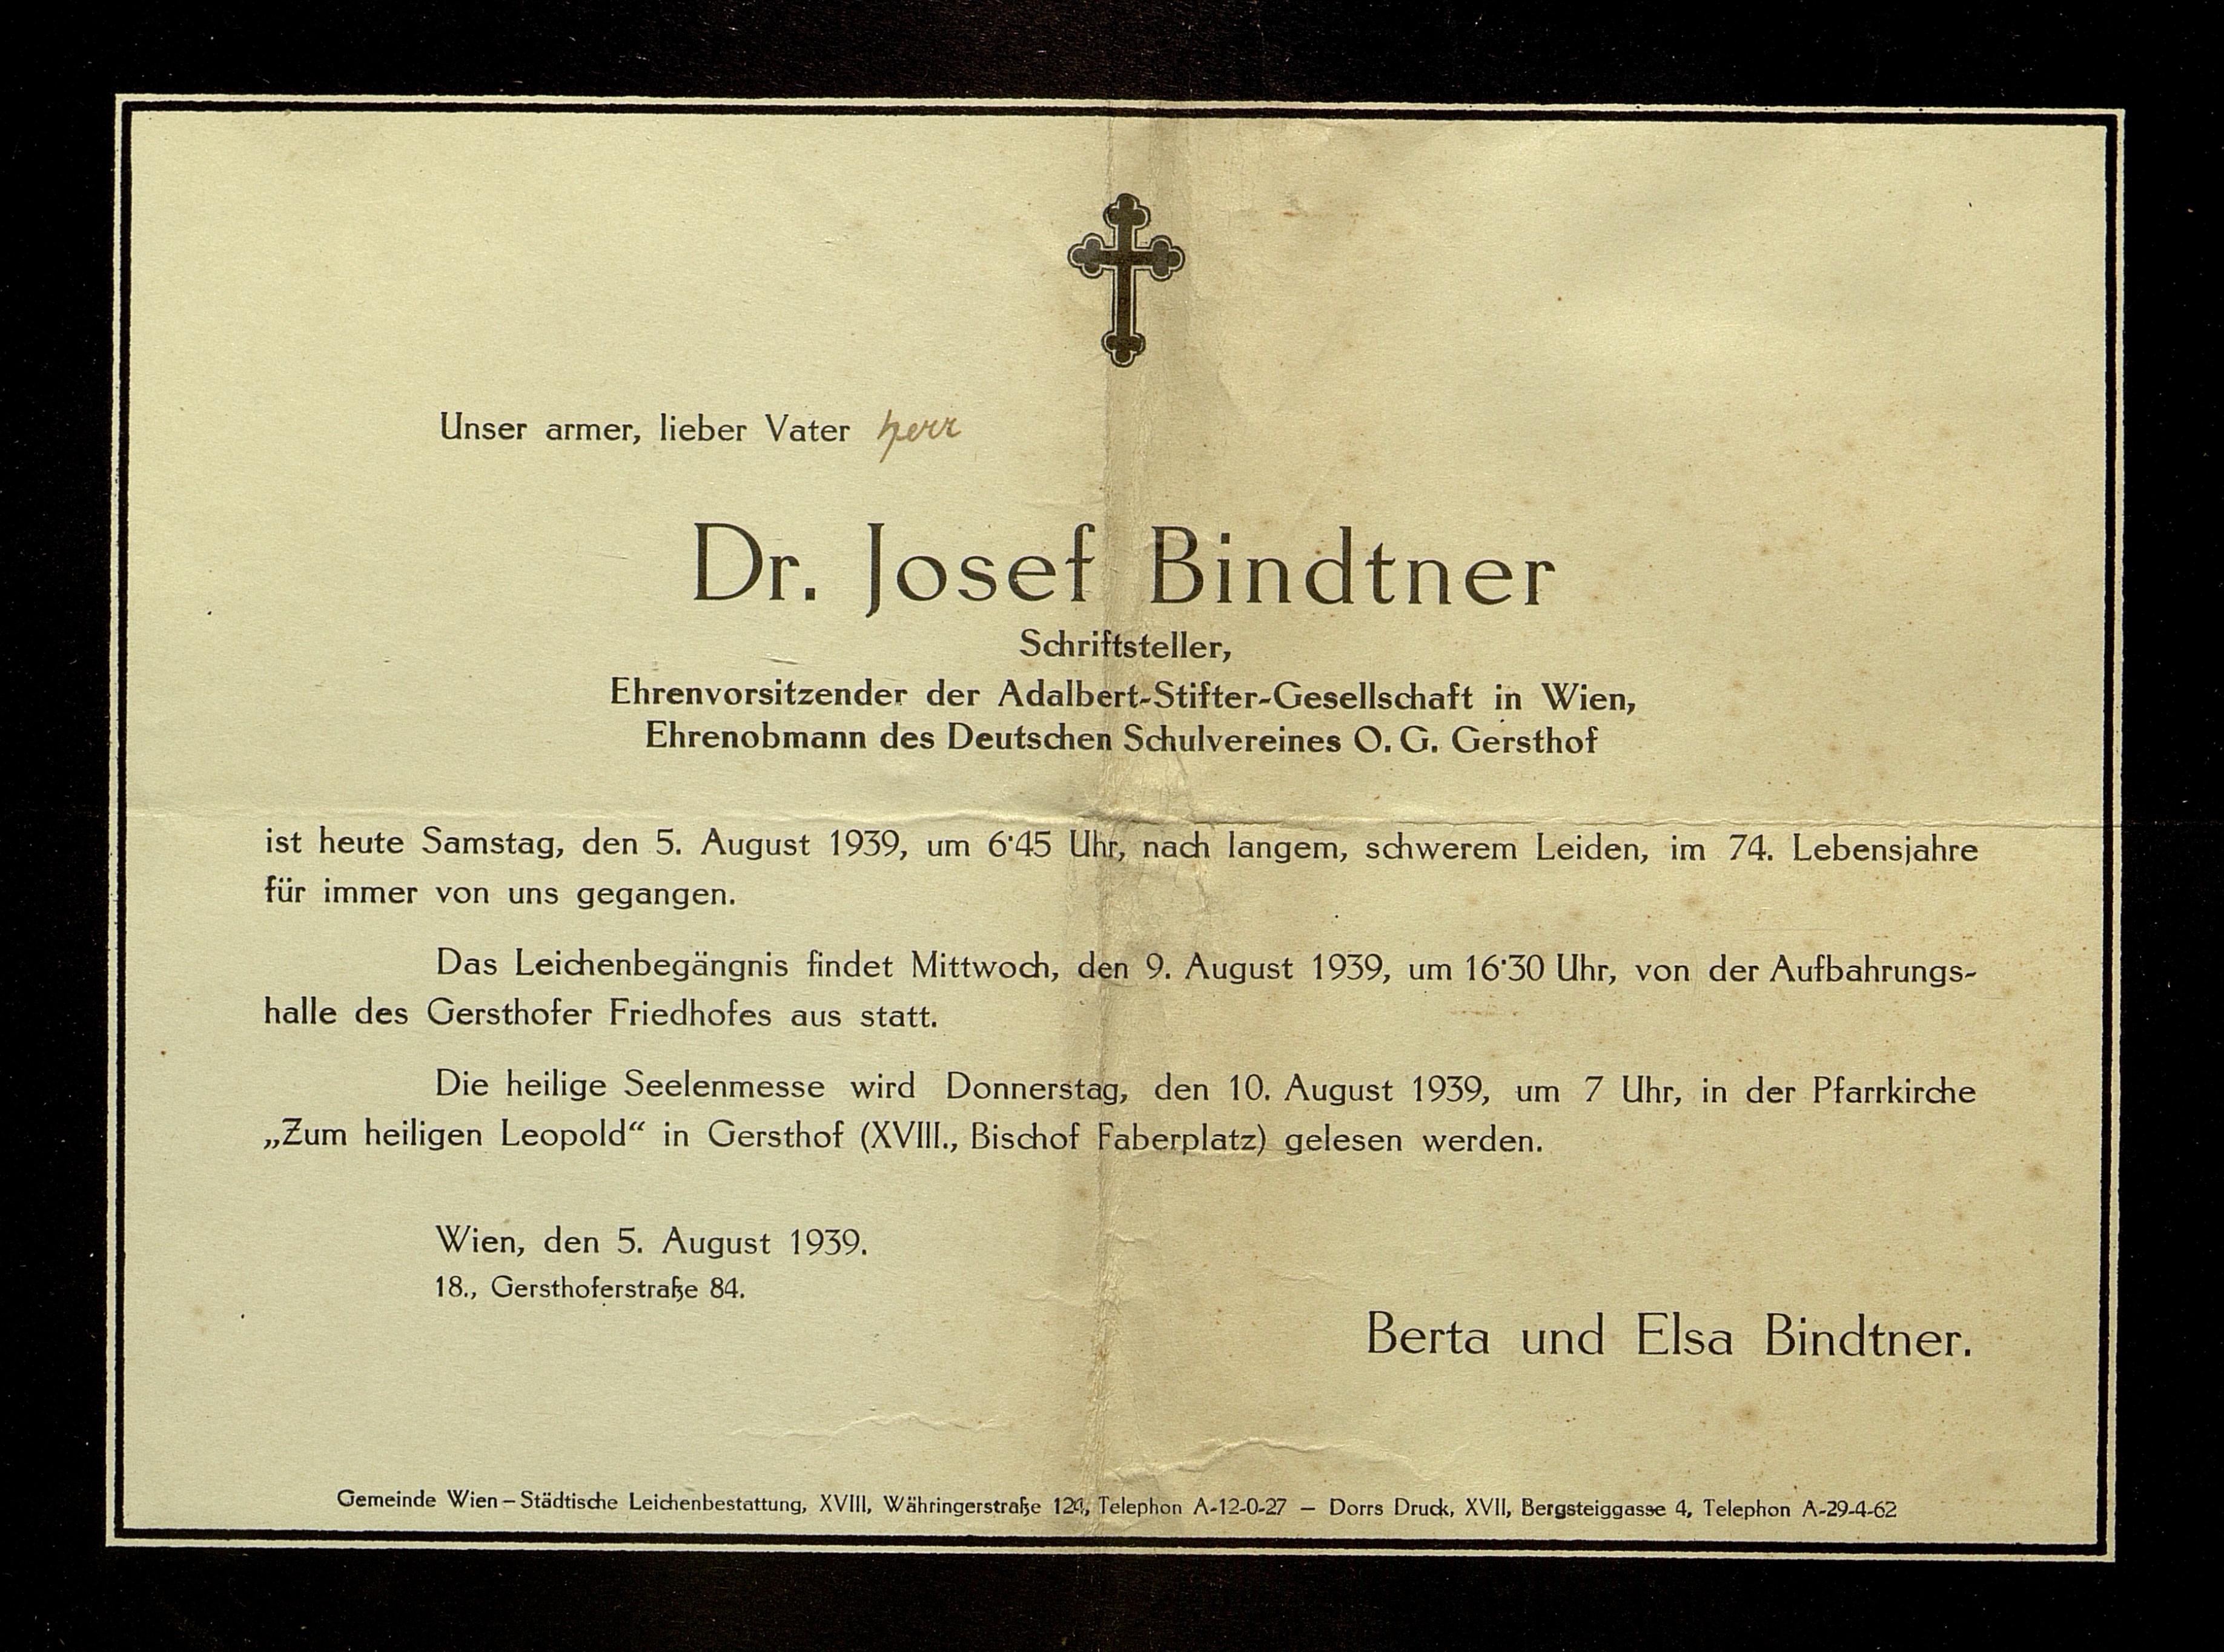 Unser armer, lieber Vater Herr
Dr. Josef Bindtner
Schriftsteller,
Ehrenvorsitzender der Adalbert-Stifter-Gesellschaft in Wien,
Ehrenobmann des Deutschen Schulvereines O. G. Gersthof
ist heute Samstag, den 5. August 1939, um 6·45 Uhr, nach langem, schwerem Leiden, im 74. Lebensjahre
für immer von uns gegangen.
Das Leichenbegängnis findet Mittwoch, den 9. August 1939, um 16·30 Uhr, von der Aufbahrungs-
halle des Gersthofer Friedhofes aus statt.
Die heilige Seelenmesse wird Donnerstag, den 10. August 1939, um 7 Uhr, in der Pfarrkirche
„Zum heiligen Leopold“ in Gersthof (XVIII., Bischof Faberplatz) gelesen werden.
Wien, den 5. August 1939.
18., Gersthoferstraße 84.
Berta und Elsa Bindtner.
Gemeinde Wien – Städtische Leichenbestattung, XVIII, Währingerstraße 124, Telephon A-12-0-27 — Dorrs Druck, XVII, Bergsteiggasse 4, Telephon A-29-4-62